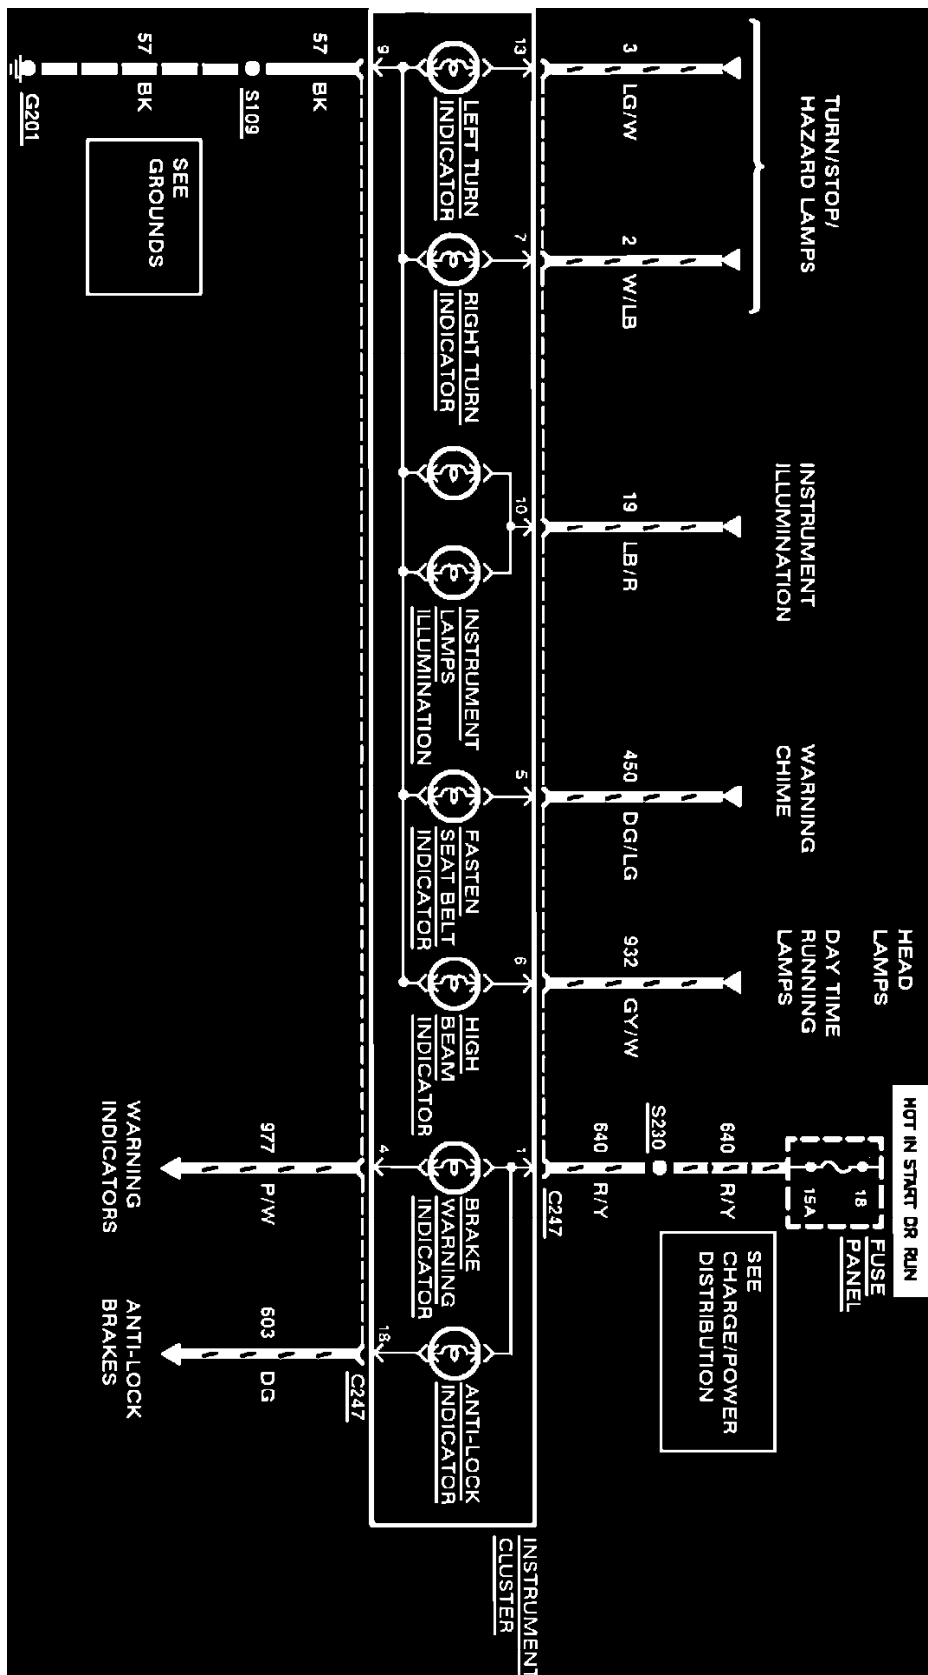 TURN/STOP/
HAZARD LAMPS
INSTRUMENT
ILLUMINATION
WARNING
CHIME
HEAD
LAMPS
DAY TIME
RUNNING
LAMPS
HOT IN START OR RUN
18
15A
FUSE
PANEL
SEE
CHARGE/POWER
DISTRIBUTION
640
R/Y
S230
640
R/Y
C247
3
LG/W
2
W/LB
19
LB/R
450
DG/LG
932
GY/W
13
7
10
5
6
1
LEFT TURN
INDICATOR
RIGHT TURN
INDICATOR
INSTRUMENT
LAMPS
ILLUMINATION
FASTEN
SEAT BELT
INDICATOR
HIGH
BEAM
INDICATOR
BRAKE
WARNING
INDICATOR
ANTI-LOCK
INDICATOR
INSTRUMENT
CLUSTER
9
4
18
C247
57
BK
S109
57
BK
G201
SEE
GROUNDS
977
P/W
603
DG
WARNING
INDICATORS
ANTI-LOCK
BRAKES